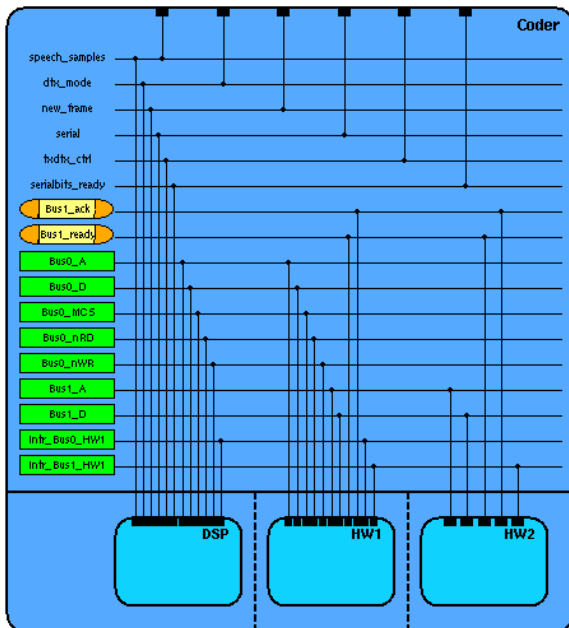 Coder
speech_samples
dtx_mode
new_frame
serial
txdtx_ctrl
serialbits_ready
Bus1_ack
Bus1_ready
Bus0_A
Bus0_D
Bus0_MCS
Bus0_nRD
Bus0_nWR
Bus1_A
Bus1_D
Intr_Bus0_HW1
Intr_Bus1_HW1
DSP
HW1
HW2